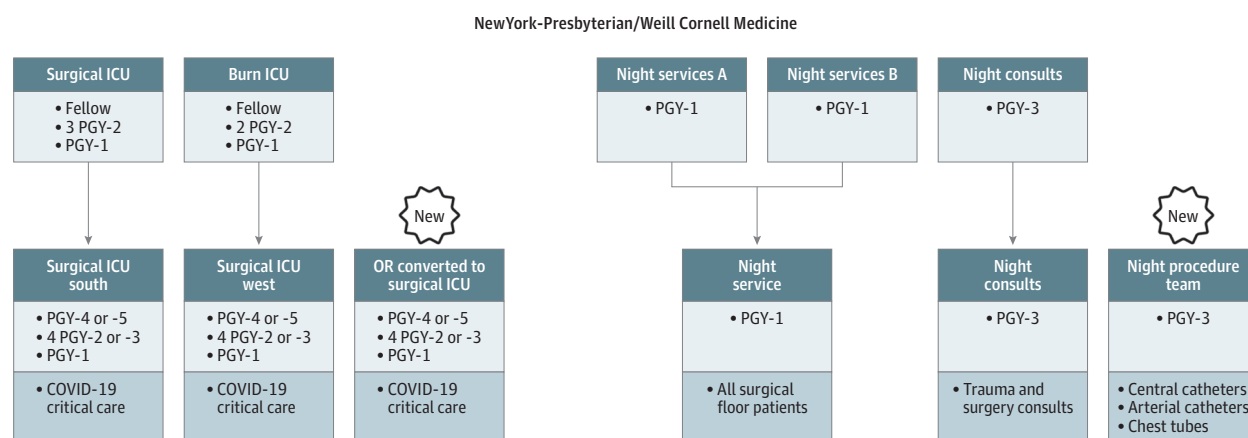 NewYork-Presbyterian/Weill Cornell Medicine
Surgical ICU
• Fellow
• 3 PGY-2
• PGY-1
Burn ICU
• Fellow
• 2 PGY-2
• PGY-1
Night services A
• PGY-1
Night services B
• PGY-1
Night consults
• PGY-3
Surgical ICU
south
• PGY-4 or -5
• 4 PGY-2 or -3
• PGY-1
• COVID-19
critical care
Surgical ICU
west
• PGY-4 or -5
• 4 PGY-2 or -3
• PGY-1
• COVID-19
critical care
New
OR converted to
surgical ICU
• PGY-4 or -5
• 4 PGY-2 or -3
• PGY-1
• COVID-19
critical care
Night
service
• PGY-1
• All surgical
floor patients
Night
consults
• PGY-3
• Trauma and
surgery consults
New
Night procedure
team
• PGY-3
• Central catheters
• Arterial catheters
• Chest tubes